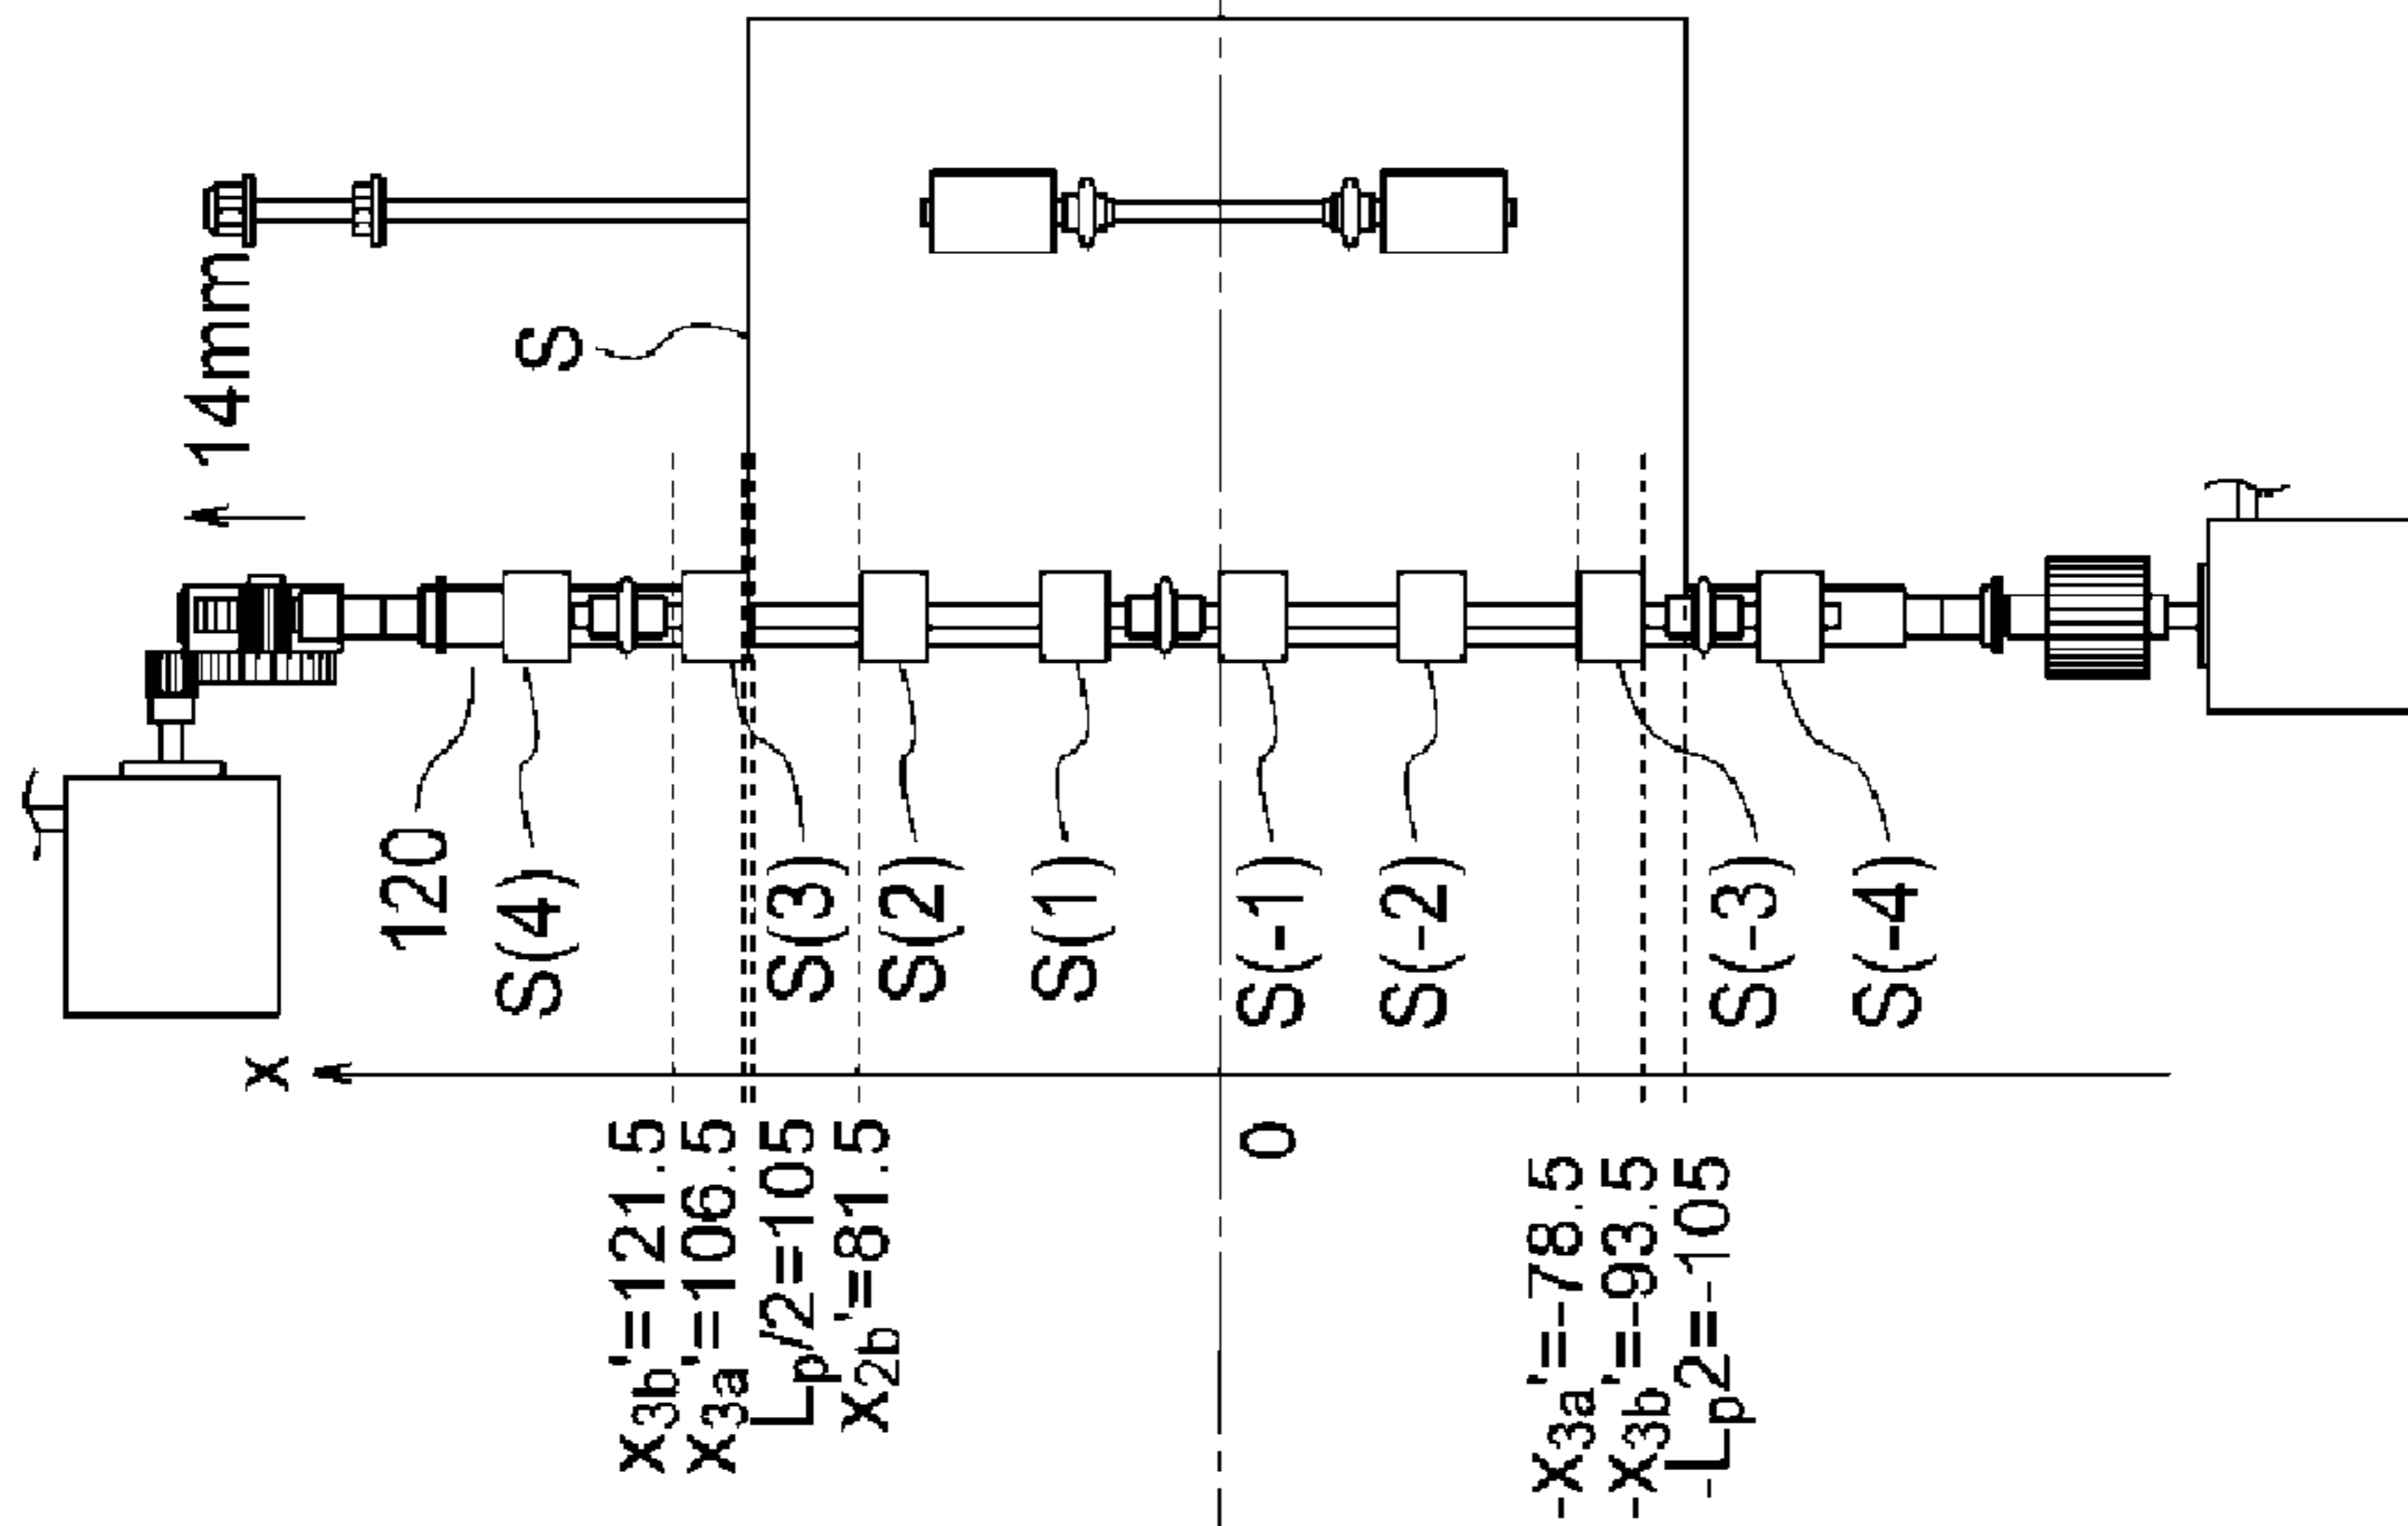 14mm
S
120
S(4)
S(3)
S(2)
S(1)
S(-1)
S(-2)
S(-3)
S(-4)
x
x3b'=121.5
x3a'=106.5
Lp/2=105
x2b'=81.5
0
-x3a'=-78.5
-x3b'=-93.5
-Lp2=-105